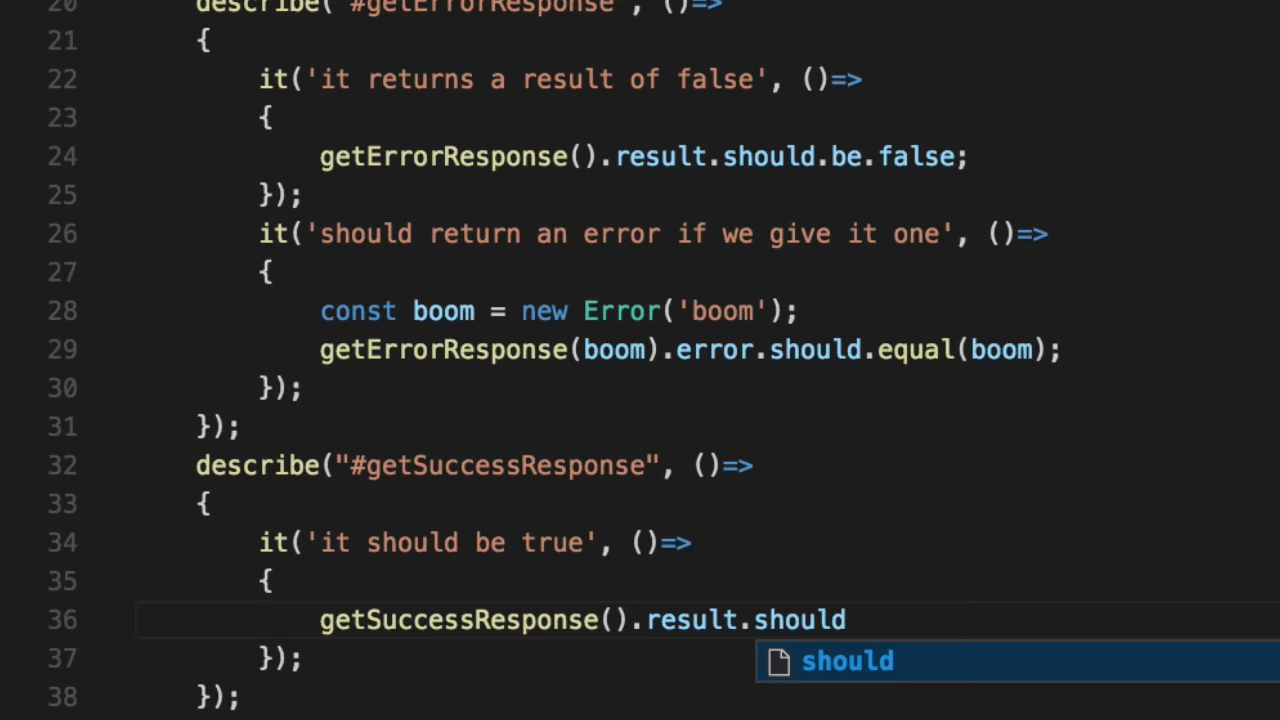 20 describe("#getErrorResponse", ()=>
21 {
22 it('it returns a result of false', ()=>
23 {
24 getErrorResponse().result.should.be.false;
25 });
26 it('should return an error if we give it one', ()=>
27 {
28 const boom = new Error('boom');
29 getErrorResponse(boom).error.should.equal(boom);
30 });
31 });
32 describe("#getSuccessResponse", ()=>
33 {
34 it('it should be true', ()=>
35 {
36 getSuccessResponse().result.should
37 });
should
38 });